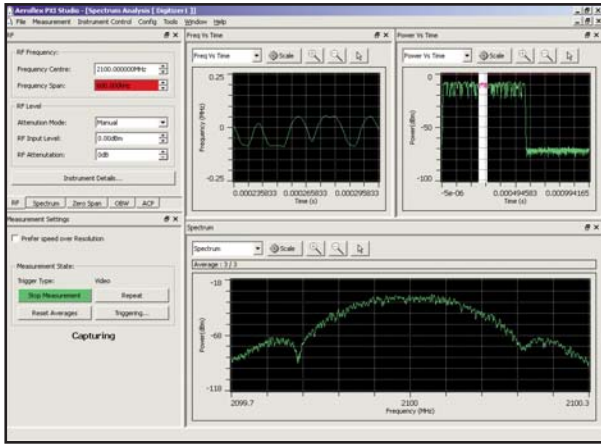 Aeroflex PXI Studio - [Spectrum Analysis [ Digitizer 1 ]]
File Measurement Instrument Control Config Tools Window Help
RF
RF Frequency:
Frequency Centre: 2100.000000MHz
Frequency Span:
RF Level
Attenution Mode: Manual
RF Input Level: 0.00dBm
RF Attenutation: 0dB
Instrument Details...
RF Spectrum Zero Span OBW ACP
Measurement Settings
Prefer speed over Resolution
Measurement State:
Trigger Type: Video
Stop Measurement Repeat
Reset Averages Triggering...
Capturing
Freq Vs Time
Freq Vs Time Scale
0.25
0
-0.25
Frequency (MHz)
0.000235833 0.000265833 0.000295833
Time (s)
Power Vs Time
Power Vs Time Scale
0
-50
-100
Power(dBm)
-5e-06 0.000494583 0.000994165
Time (s)
Spectrum
Spectrum Scale
Average : 3 / 3
-10
-60
-110
Power(dBm)
2099.7 2100 2100.3
Frequency (MHz)